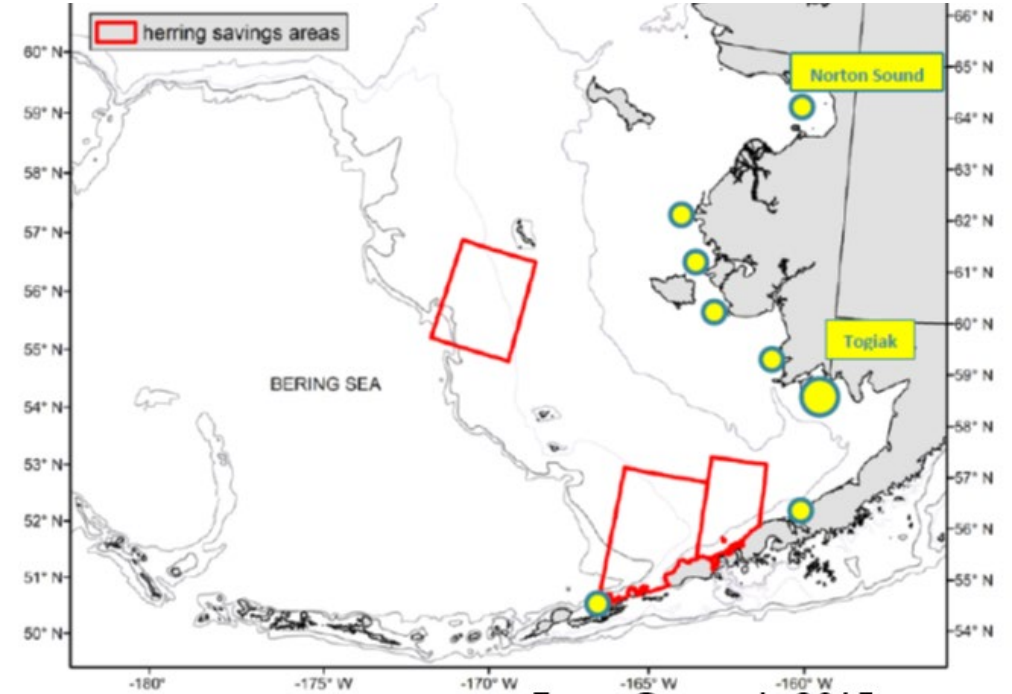 herring savings areas
Norton Sound
Togiak
BERING SEA
60° N
59° N
58° N
57° N
56° N
55° N
54° N
53° N
52° N
51° N
50° N
66° N
65° N
64° N
63° N
62° N
61° N
60° N
59° N
58° N
57° N
56° N
55° N
54° N
-180°
-175° W
-170° W
-165° W
-160° W